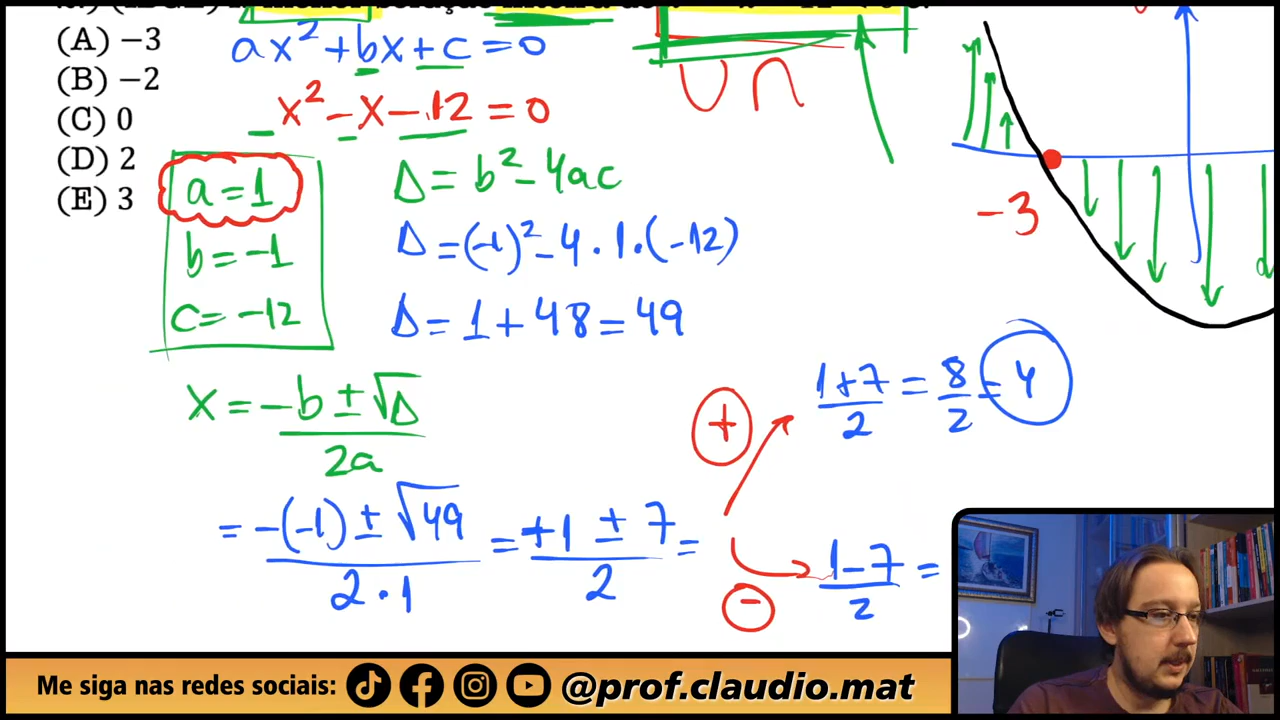 (A) −3
(B) −2
(C) 0
(D) 2
(E) 3
ax²+bx+c=0
x²-x-12=0
a=1
b=-1
c=-12
Δ=b²-4ac
Δ=(-1)²-4·1·(-12)
Δ=1+48=49
x=-b±√Δ
2a
=-(-1)±√49
2·1
=+1±7=
2
+
1+7=8=4
2 2
-
1-7=
2
-3
Me siga nas redes sociais: @prof.claudio.mat